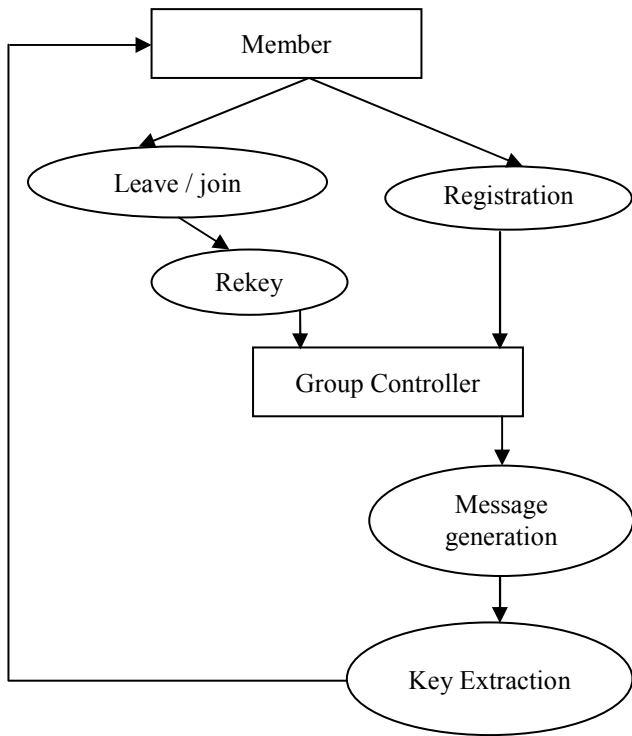 Member
Leave / join
Registration
Rekey
Group Controller
Message
generation
Key Extraction